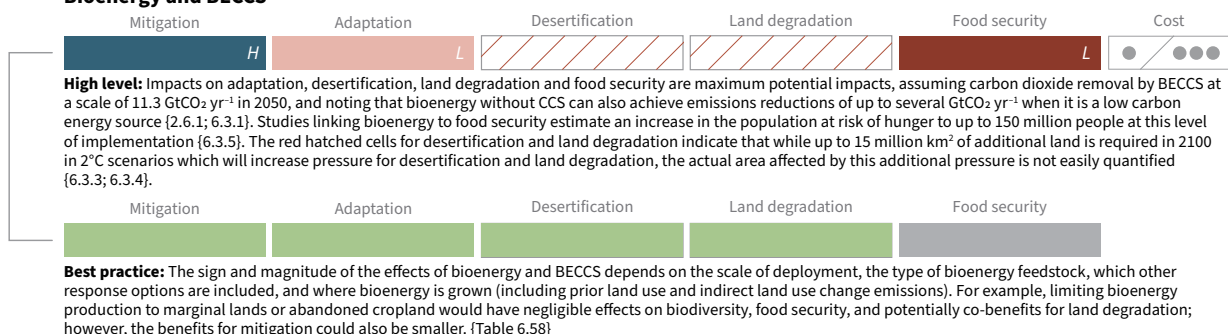 Bioenergy and BECCS
Mitigation Adaptation Desertification Land degradation Food security Cost
H L L
High level: Impacts on adaptation, desertification, land degradation and food security are maximum potential impacts, assuming carbon dioxide removal by BECCS at
a scale of 11.3 GtCO₂ yr⁻¹ in 2050, and noting that bioenergy without CCS can also achieve emissions reductions of up to several GtCO₂ yr⁻¹ when it is a low carbon
energy source {2.6.1; 6.3.1}. Studies linking bioenergy to food security estimate an increase in the population at risk of hunger to up to 150 million people at this level
of implementation {6.3.5}. The red hatched cells for desertification and land degradation indicate that while up to 15 million km² of additional land is required in 2100
in 2°C scenarios which will increase pressure for desertification and land degradation, the actual area affected by this additional pressure is not easily quantified
{6.3.3; 6.3.4}.
Mitigation Adaptation Desertification Land degradation Food security
Best practice: The sign and magnitude of the effects of bioenergy and BECCS depends on the scale of deployment, the type of bioenergy feedstock, which other
response options are included, and where bioenergy is grown (including prior land use and indirect land use change emissions). For example, limiting bioenergy
production to marginal lands or abandoned cropland would have negligible effects on biodiversity, food security, and potentially co-benefits for land degradation;
however, the benefits for mitigation could also be smaller. {Table 6.58}